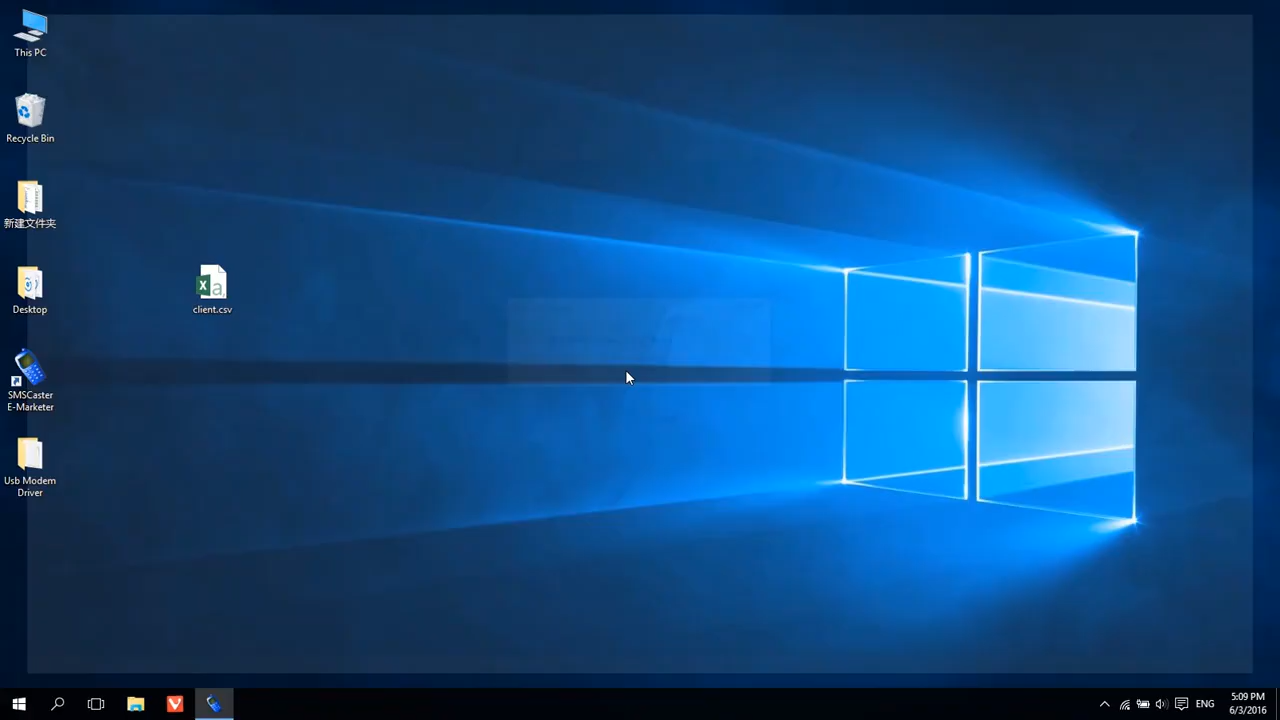 This PC
Recycle Bin
新建文件夹
Desktop
client.csv
SMSCaster
E-Marketer
Usb Modem
Driver
ENG
5:09 PM
6/3/2016